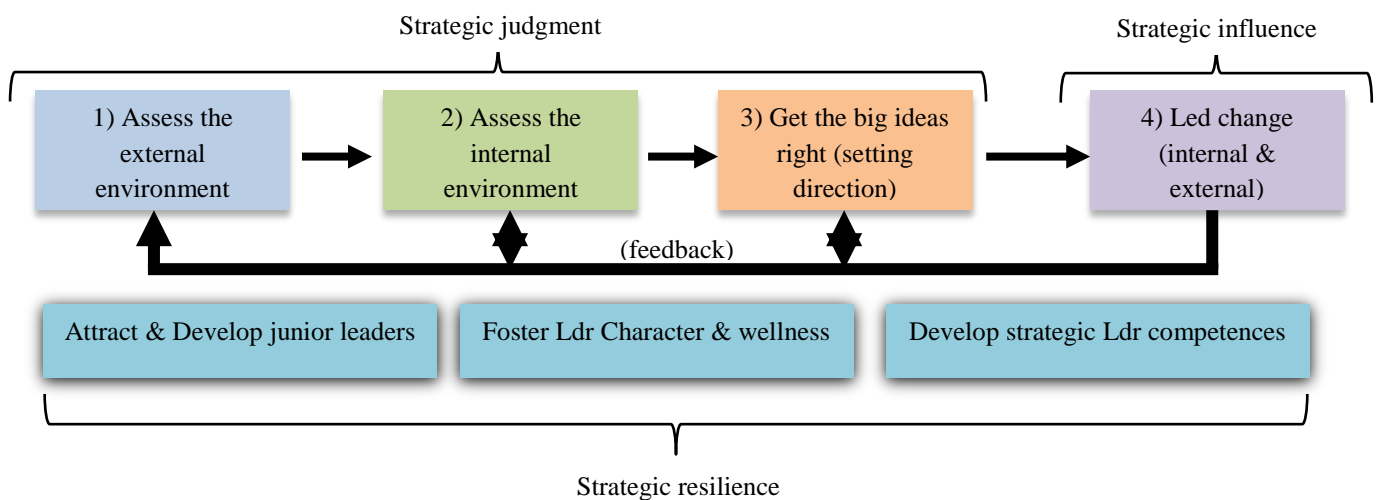 Strategic judgment
Strategic influence
1) Assess the
external
environment
2) Assess the
internal
environment
3) Get the big ideas
right (setting
direction)
4) Led change
(internal &
external)
(feedback)
Attract & Develop junior leaders
Foster Ldr Character & wellness
Develop strategic Ldr competences
Strategic resilience